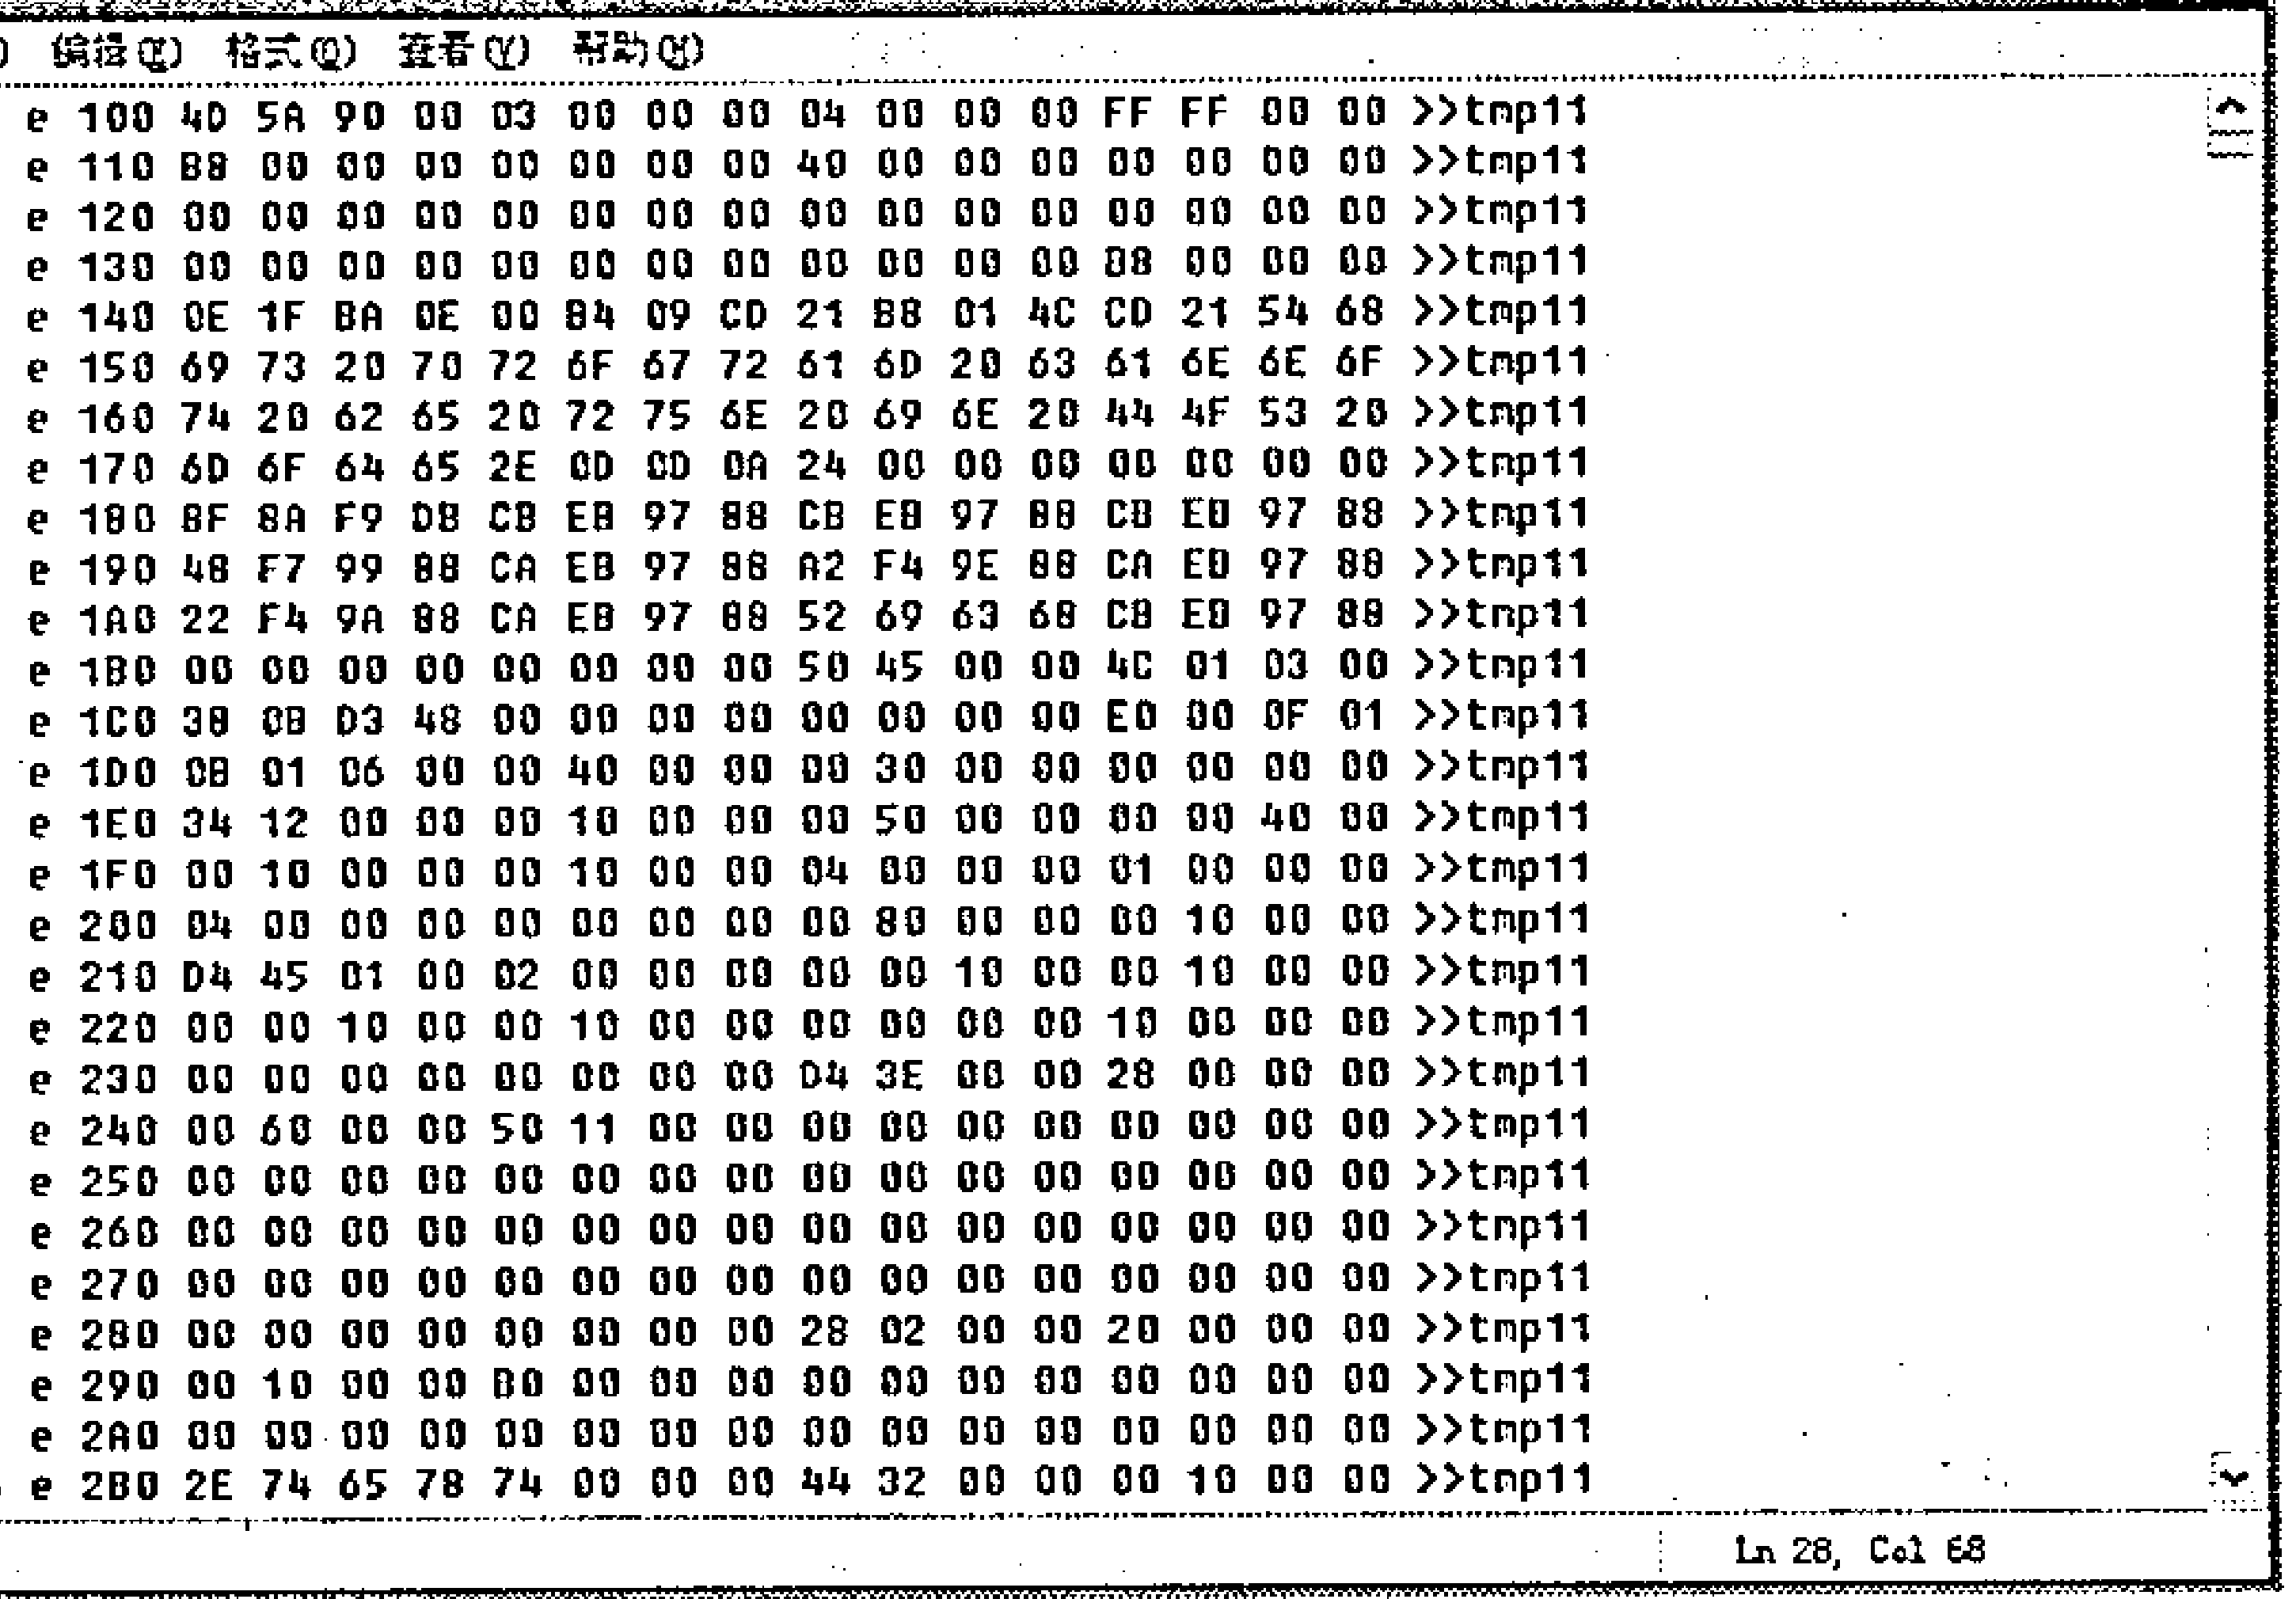 ) 编辑(E) 格式(O) 查看(V) 帮助(H)
e 100 4D 5A 90 00 03 00 00 00 04 00 00 00 FF FF 00 00 >>tmp11
e 110 B8 00 00 00 00 00 00 00 40 00 00 00 00 00 00 00 >>tmp11
e 120 00 00 00 00 00 00 00 00 00 00 00 00 00 00 00 00 >>tmp11
e 130 00 00 00 00 00 00 00 00 00 00 00 00 B8 00 00 00 >>tmp11
e 140 0E 1F BA 0E 00 B4 09 CD 21 B8 01 4C CD 21 54 68 >>tmp11
e 150 69 73 20 70 72 6F 67 72 61 6D 20 63 61 6E 6E 6F >>tmp11
e 160 74 20 62 65 20 72 75 6E 20 69 6E 20 44 4F 53 20 >>tmp11
e 170 6D 6F 64 65 2E 0D 0D 0A 24 00 00 00 00 00 00 00 >>tmp11
e 180 8F 8A F9 DB CB EB 97 88 CB EB 97 88 CB EB 97 88 >>tmp11
e 190 48 F7 99 88 CA EB 97 88 A2 F4 9E 88 CA EB 97 88 >>tmp11
e 1A0 22 F4 9A 88 CA EB 97 88 52 69 63 68 CB EB 97 88 >>tmp11
e 1B0 00 00 00 00 00 00 00 00 50 45 00 00 4C 01 03 00 >>tmp11
e 1C0 38 0B D3 48 00 00 00 00 00 00 00 00 E0 00 0F 01 >>tmp11
e 1D0 0B 01 06 00 00 40 00 00 00 30 00 00 00 00 00 00 >>tmp11
e 1E0 34 12 00 00 00 10 00 00 00 50 00 00 00 00 40 00 >>tmp11
e 1F0 00 10 00 00 00 10 00 00 04 00 00 00 01 00 00 00 >>tmp11
e 200 04 00 00 00 00 00 00 00 00 80 00 00 00 10 00 00 >>tmp11
e 210 D4 45 01 00 02 00 00 00 00 00 10 00 00 10 00 00 >>tmp11
e 220 00 00 10 00 00 10 00 00 00 00 00 00 10 00 00 00 >>tmp11
e 230 00 00 00 00 00 00 00 00 D4 3E 00 00 28 00 00 00 >>tmp11
e 240 00 60 00 00 50 11 00 00 00 00 00 00 00 00 00 00 >>tmp11
e 250 00 00 00 00 00 00 00 00 00 00 00 00 00 00 00 00 >>tmp11
e 260 00 00 00 00 00 00 00 00 00 00 00 00 00 00 00 00 >>tmp11
e 270 00 00 00 00 00 00 00 00 00 00 00 00 00 00 00 00 >>tmp11
e 280 00 00 00 00 00 00 00 00 28 02 00 00 20 00 00 00 >>tmp11
e 290 00 10 00 00 B0 00 00 00 00 00 00 00 00 00 00 00 >>tmp11
e 2A0 00 00 00 00 00 00 00 00 00 00 00 00 00 00 00 00 >>tmp11
e 2B0 2E 74 65 78 74 00 00 00 44 32 00 00 00 10 00 00 >>tmp11
Ln 28, Col 68